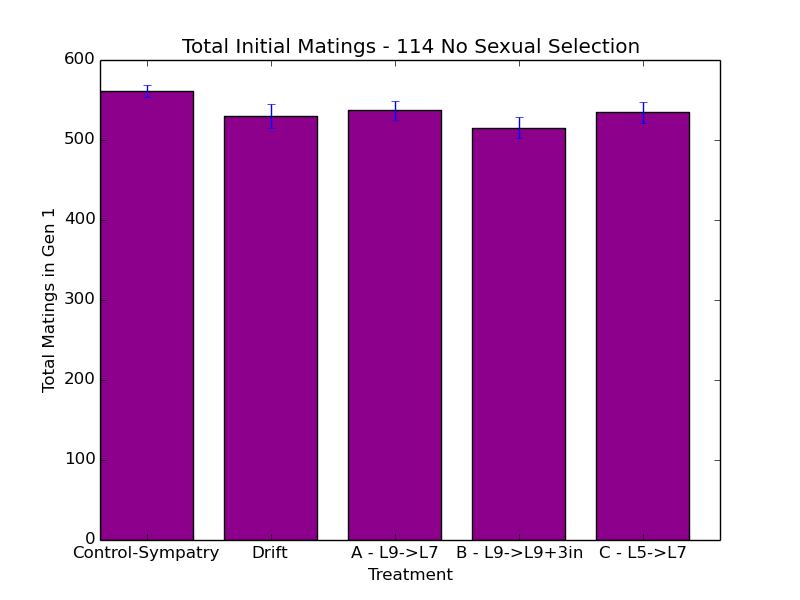 Total Initial Matings - 114 No Sexual Selection
600
500
400
300
200
100
0
Total Matings in Gen 1
Control-Sympatry Drift A - L9->L7 B - L9->L9+3in C - L5->L7
Treatment